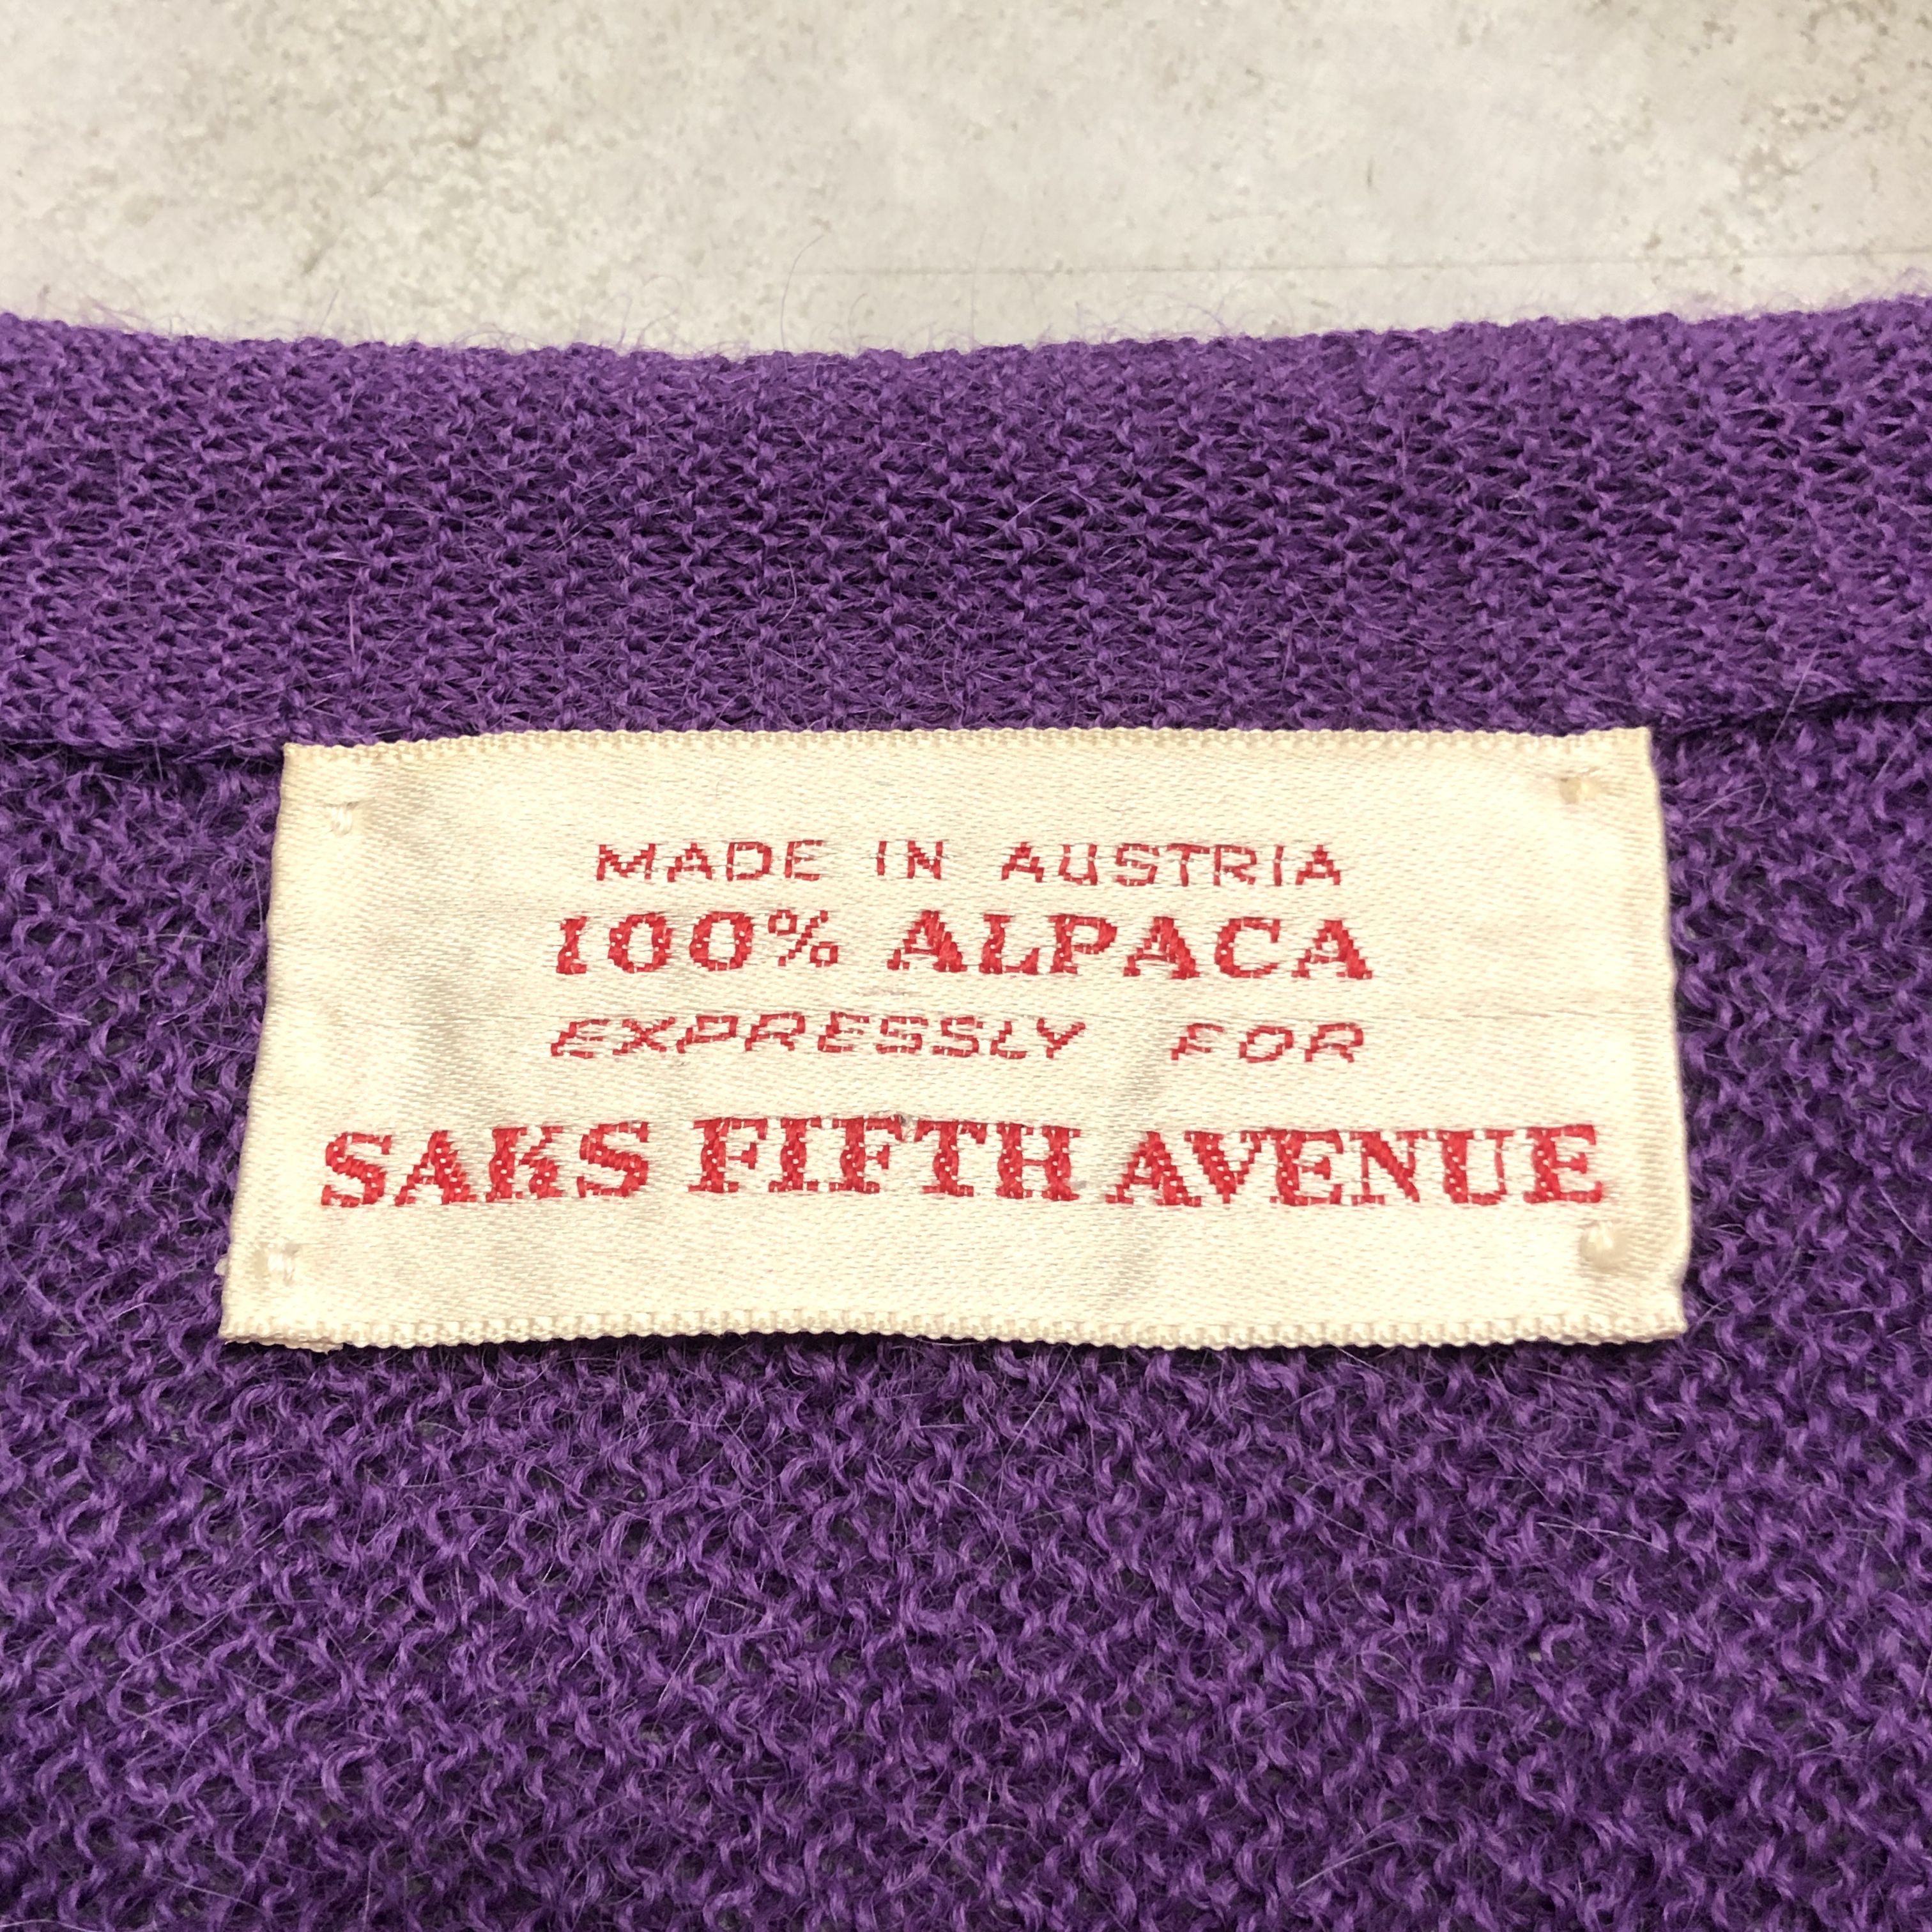 MADE IN AUSTRIA
100% ALPACA
EXPRESSLY FOR
SAKS FIFTH AVENUE